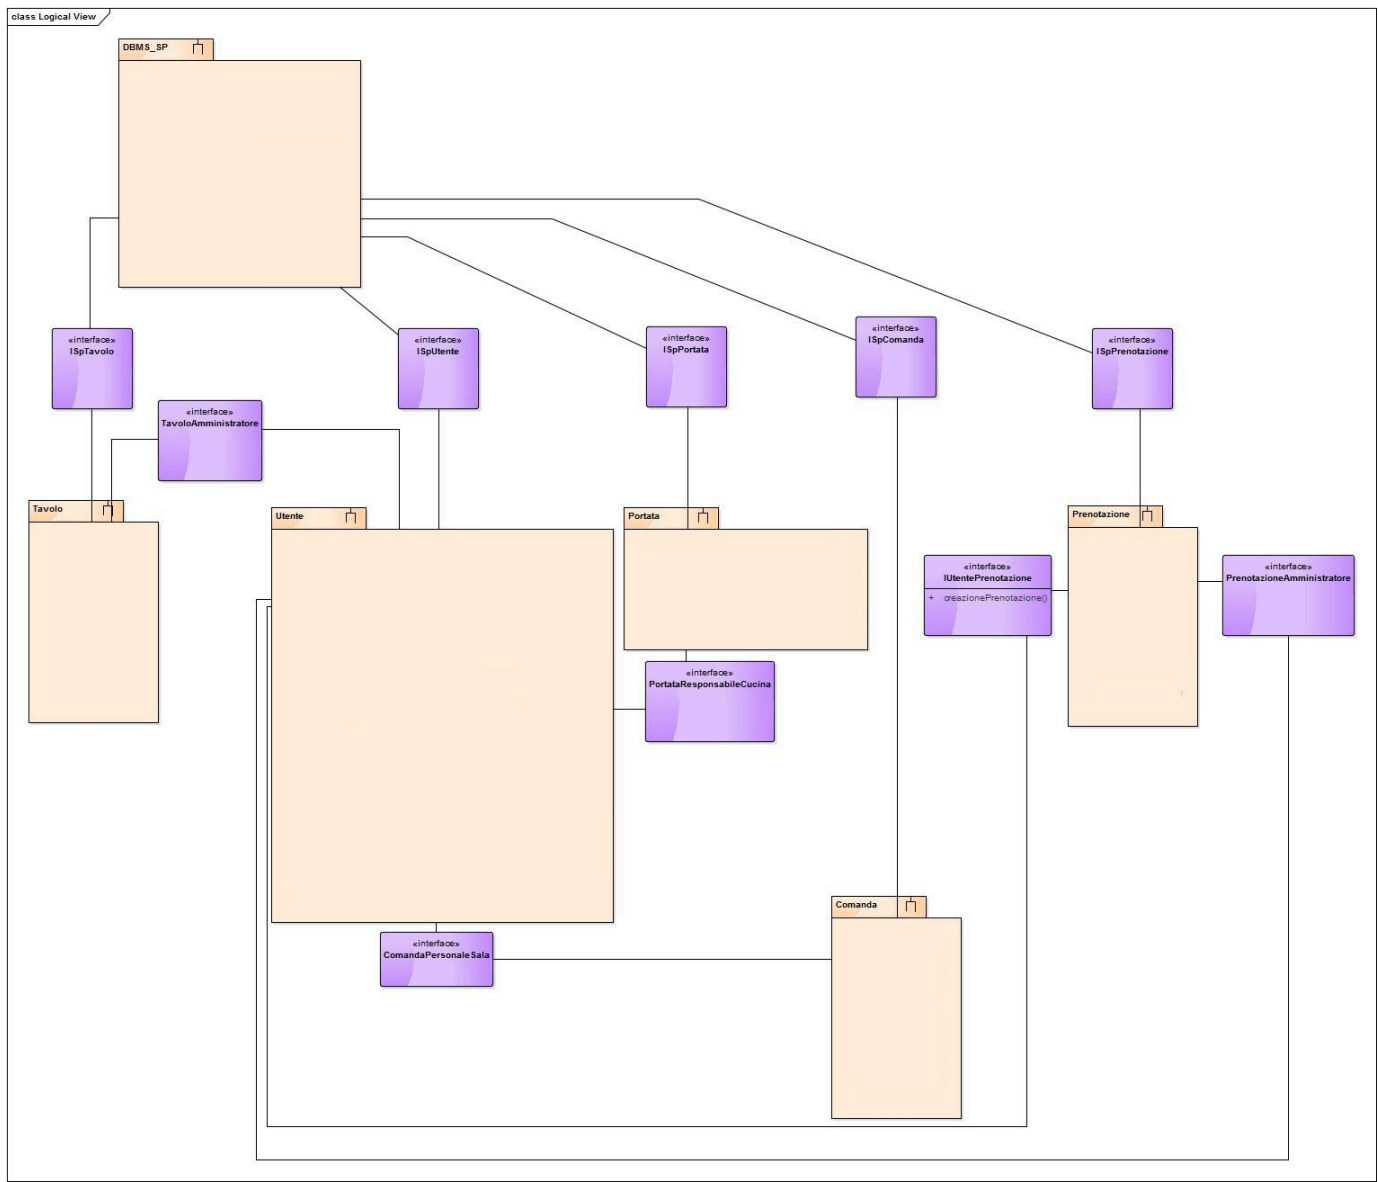 class Logical View
DBMS_SP
«interface»
ISpTavolo
«interface»
ISpUtente
«interface»
ISpPortata
«interface»
ISpComanda
«interface»
ISpPrenotazione
«interface»
TavoloAmministratore
Tavolo
Utente
Portata
Prenotazione
«interface»
IUtentePrenotazione
+ creazionePrenotazione()
«interface»
PrenotazioneAmministratore
«interface»
PortataResponsabileCucina
Comanda
«interface»
ComandaPersonaleSala